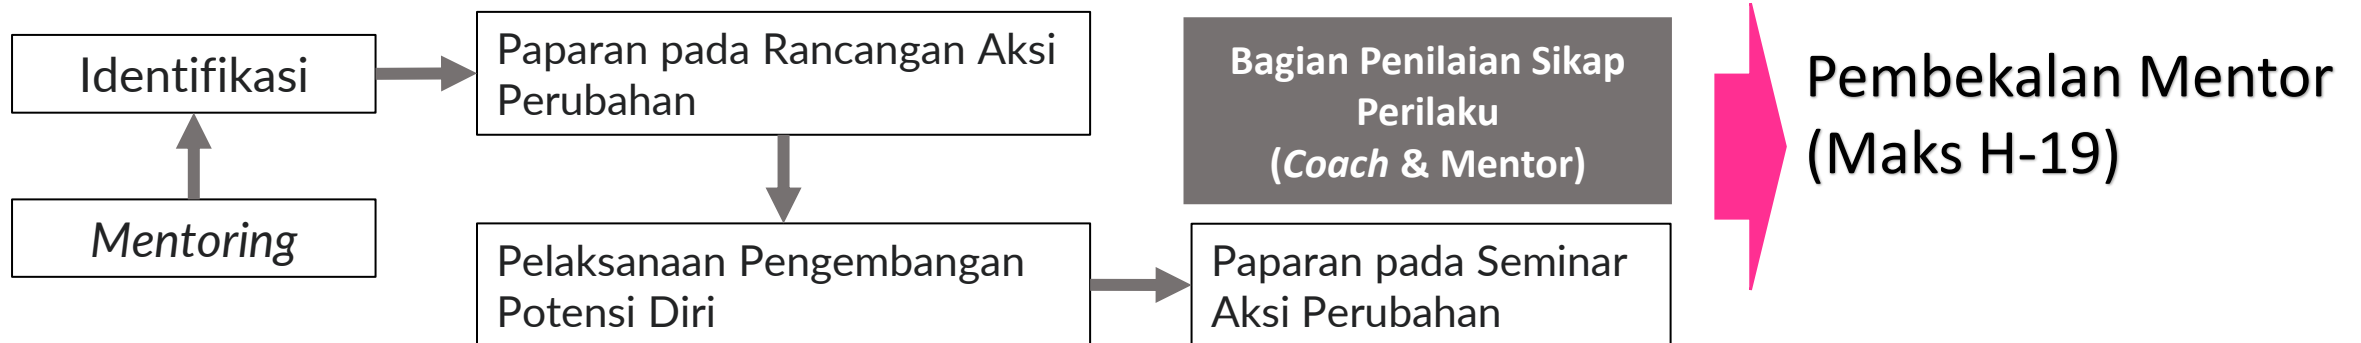 Identifikasi
Mentoring
Paparan pada Rancangan Aksi
Perubahan
Pelaksanaan Pengembangan
Potensi Diri
Bagian Penilaian Sikap
Perilaku
(Coach & Mentor)
Paparan pada Seminar
Aksi Perubahan
Pembekalan Mentor
(Maks H-19)